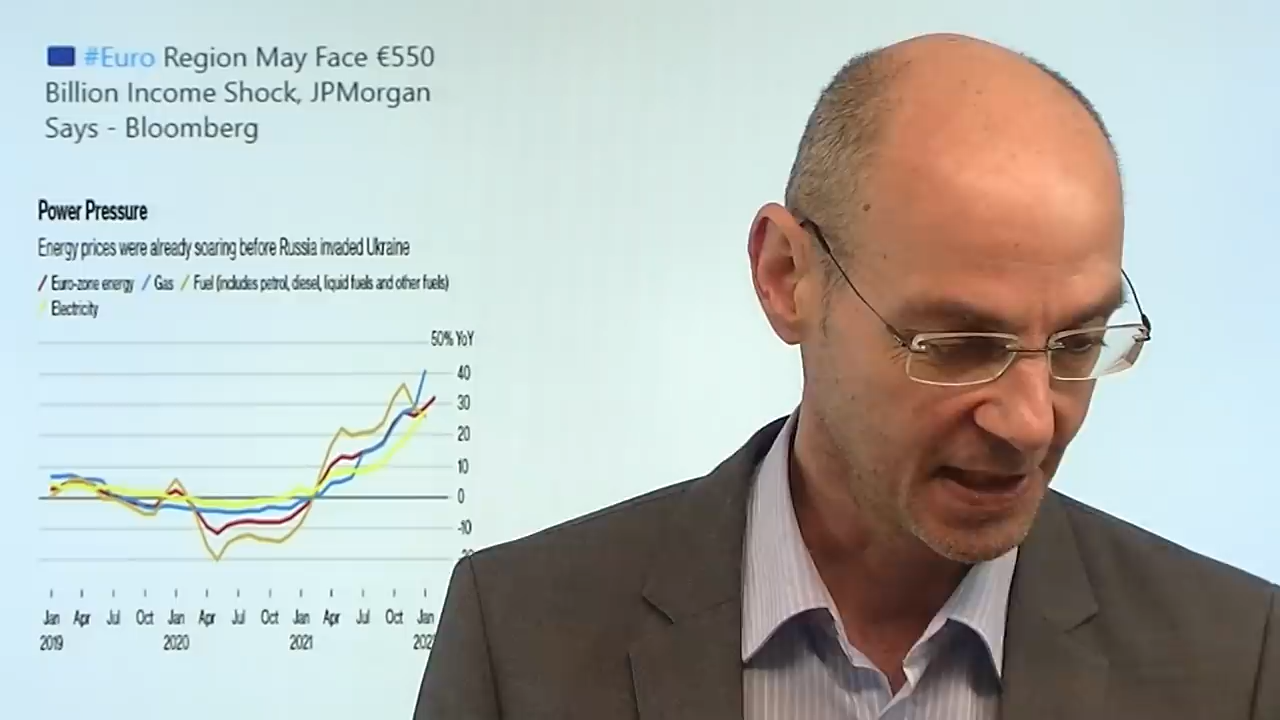 #Euro Region May Face €550
Billion Income Shock, JPMorgan
Says - Bloomberg
Power Pressure
Energy prices were already soaring before Russia invaded Ukraine
Euro-zone energy Gas Fuel (includes petrol, diesel, liquid fuels and other fuels)
Electricity
50% YoY
40
30
20
10
0
-10
Jan Apr Jul Oct Jan Apr Jul Oct Jan Apr Jul Oct Jan
2019 2020 2021